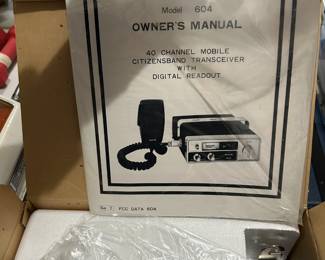 Model 604
OWNER'S MANUAL
40 CHANNEL MOBILE
CITIZENSBAND TRANSCEIVER
WITH
DIGITAL READOUT
FCC DATA 604